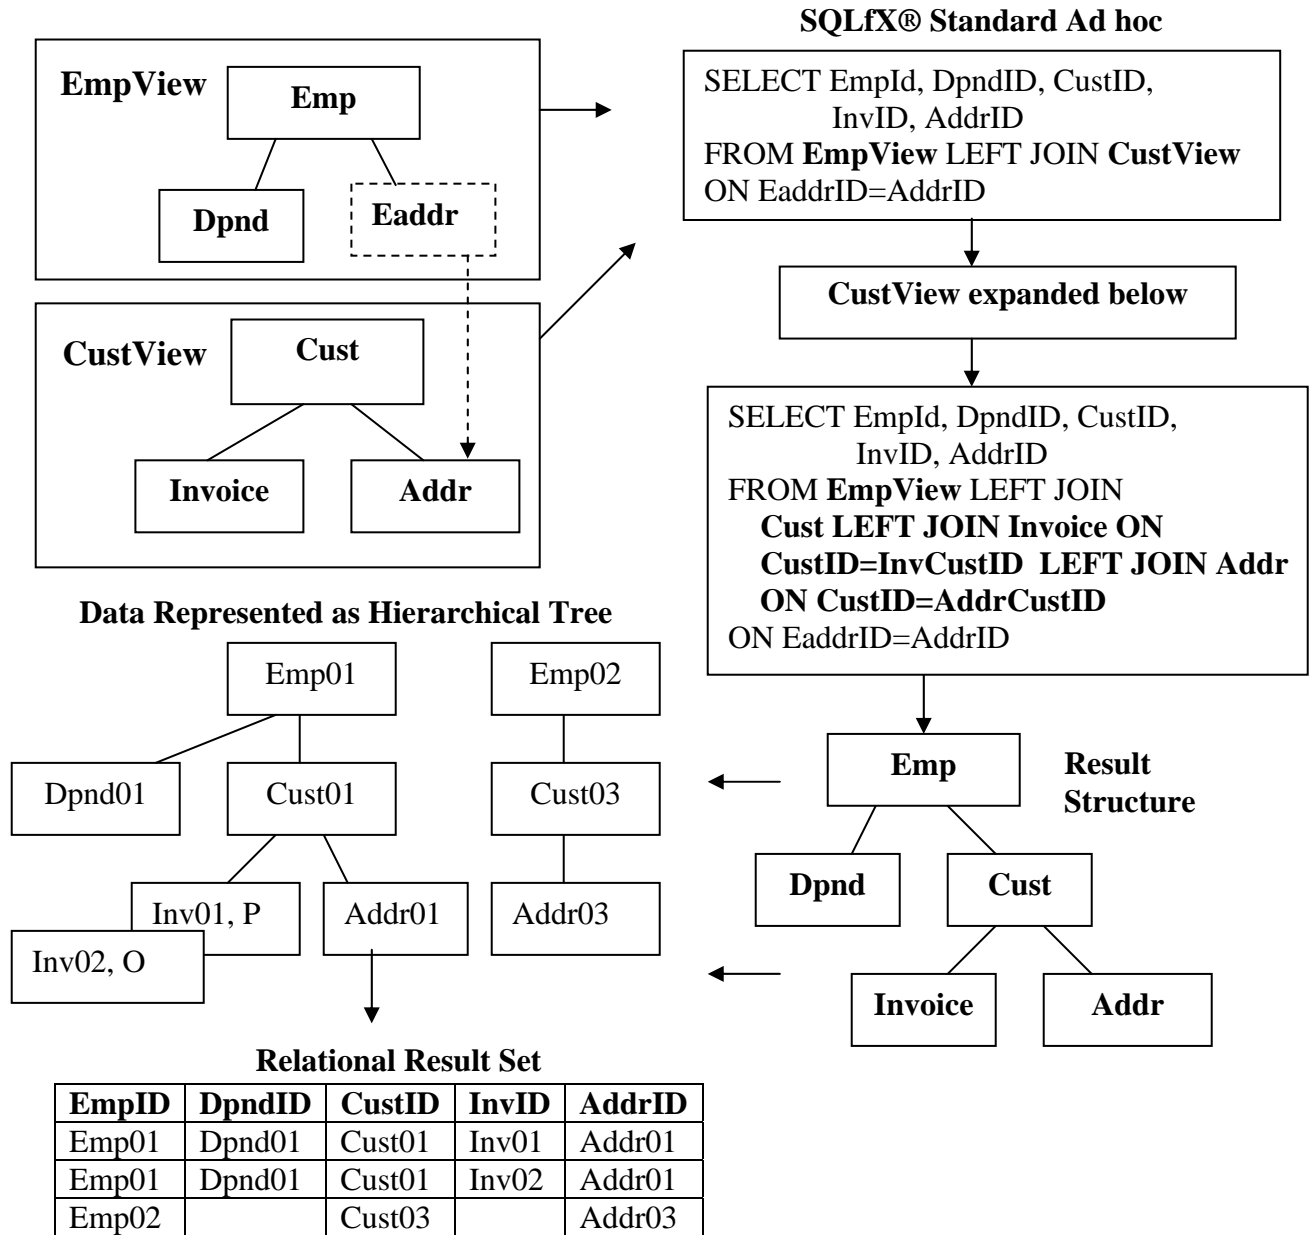 SQLfX® Standard Ad hoc
EmpView
Emp
Dpnd
Eaddr
CustView
Cust
Invoice
Addr
SELECT EmpId, DpndID, CustID,
InvID, AddrID
FROM EmpView LEFT JOIN CustView
ON EaddrID=AddrID
CustView expanded below
SELECT EmpId, DpndID, CustID,
InvID, AddrID
FROM EmpView LEFT JOIN
Cust LEFT JOIN Invoice ON
CustID=InvCustID LEFT JOIN Addr
ON CustID=AddrCustID
ON EaddrID=AddrID
Data Represented as Hierarchical Tree
Emp01
Emp02
Dpnd01
Cust01
Cust03
Inv01, P
Addr01
Addr03
Inv02, O
Emp
Result
Structure
Dpnd
Cust
Invoice
Addr
Relational Result Set
EmpID DpndID CustID InvID AddrID
Emp01 Dpnd01 Cust01 Inv01 Addr01
Emp01 Dpnd01 Cust01 Inv02 Addr01
Emp02 Cust03 Addr03